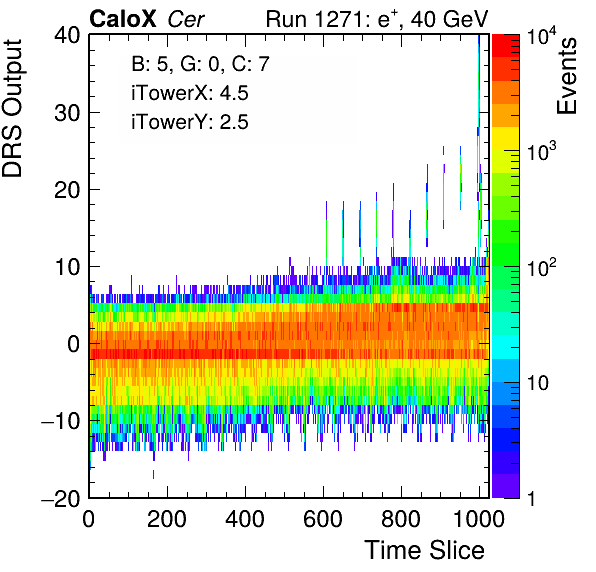 CaloX Cer Run 1271: e+, 40 GeV
B: 5, G: 0, C: 7
iTowerX: 4.5
iTowerY: 2.5
DRS Output
40
30
20
10
0
−10
−20
0 200 400 600 800 1000
Time Slice
Events
10^4
10^3
10^2
10
1